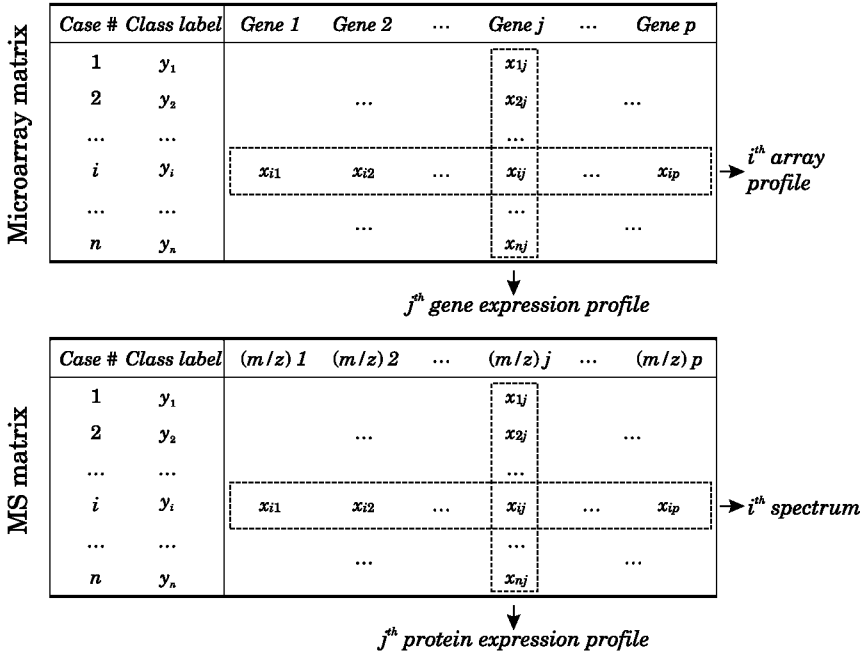 Microarray matrix
Case # Class label Gene 1 Gene 2 ... Gene j ... Gene p
1 y₁ x₁ⱼ
2 y₂ ... x₂ⱼ ...
... ... ...
i yᵢ xᵢ₁ xᵢ₂ ... xᵢⱼ ... xᵢₚ
iᵗʰ array
profile
... ... ... ... ...
n yₙ xₙⱼ
jᵗʰ gene expression profile
MS matrix
Case # Class label (m/z) 1 (m/z) 2 ... (m/z) j ... (m/z) p
1 y₁ x₁ⱼ
2 y₂ ... x₂ⱼ ...
... ... ...
i yᵢ xᵢ₁ xᵢ₂ ... xᵢⱼ ... xᵢₚ
iᵗʰ spectrum
... ... ... ... ...
n yₙ xₙⱼ
jᵗʰ protein expression profile